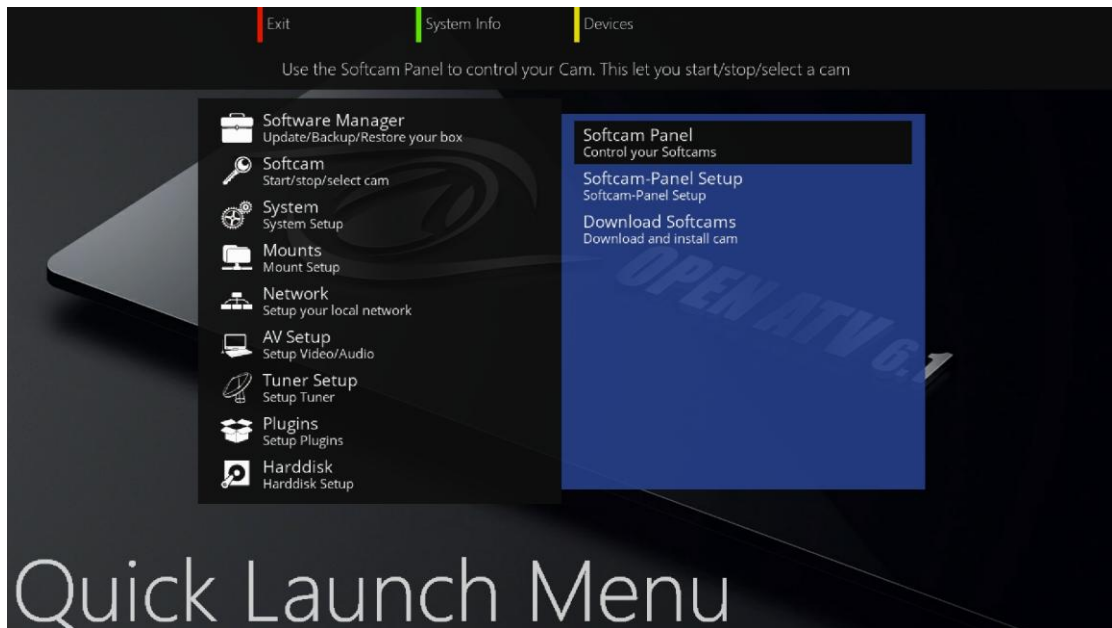 Exit
System Info
Devices
Use the Softcam Panel to control your Cam. This let you start/stop/select a cam
Software Manager
Update/Backup/Restore your box
Softcam
Start/stop/select cam
System
System Setup
Mounts
Mount Setup
Network
Setup your local network
AV Setup
Setup Video/Audio
Tuner Setup
Setup Tuner
Plugins
Setup Plugins
Harddisk
Harddisk Setup
Softcam Panel
Control your Softcams
Softcam-Panel Setup
Softcam-Panel Setup
Download Softcams
Download and install cam
OPEN ATV 6.1
Quick Launch Menu